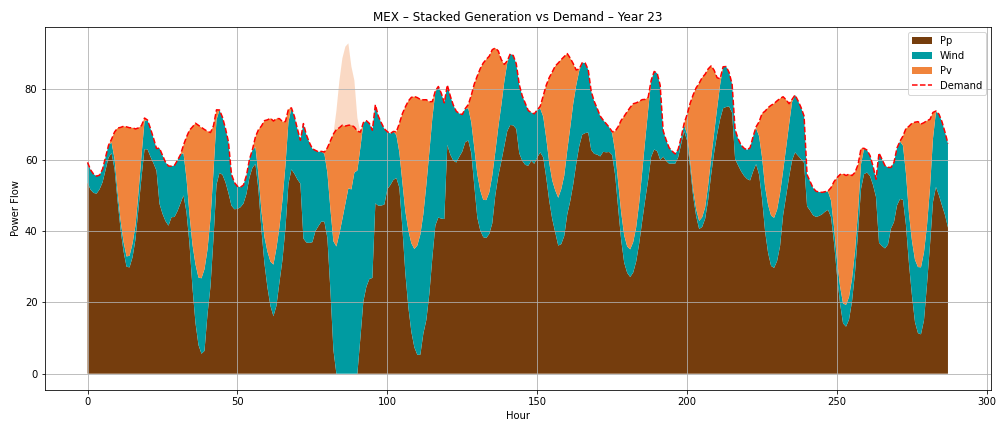 MEX – Stacked Generation vs Demand – Year 23
Pp
Wind
Pv
Demand
Power Flow
80
60
40
20
0
0 50 100 150 200 250 300
Hour